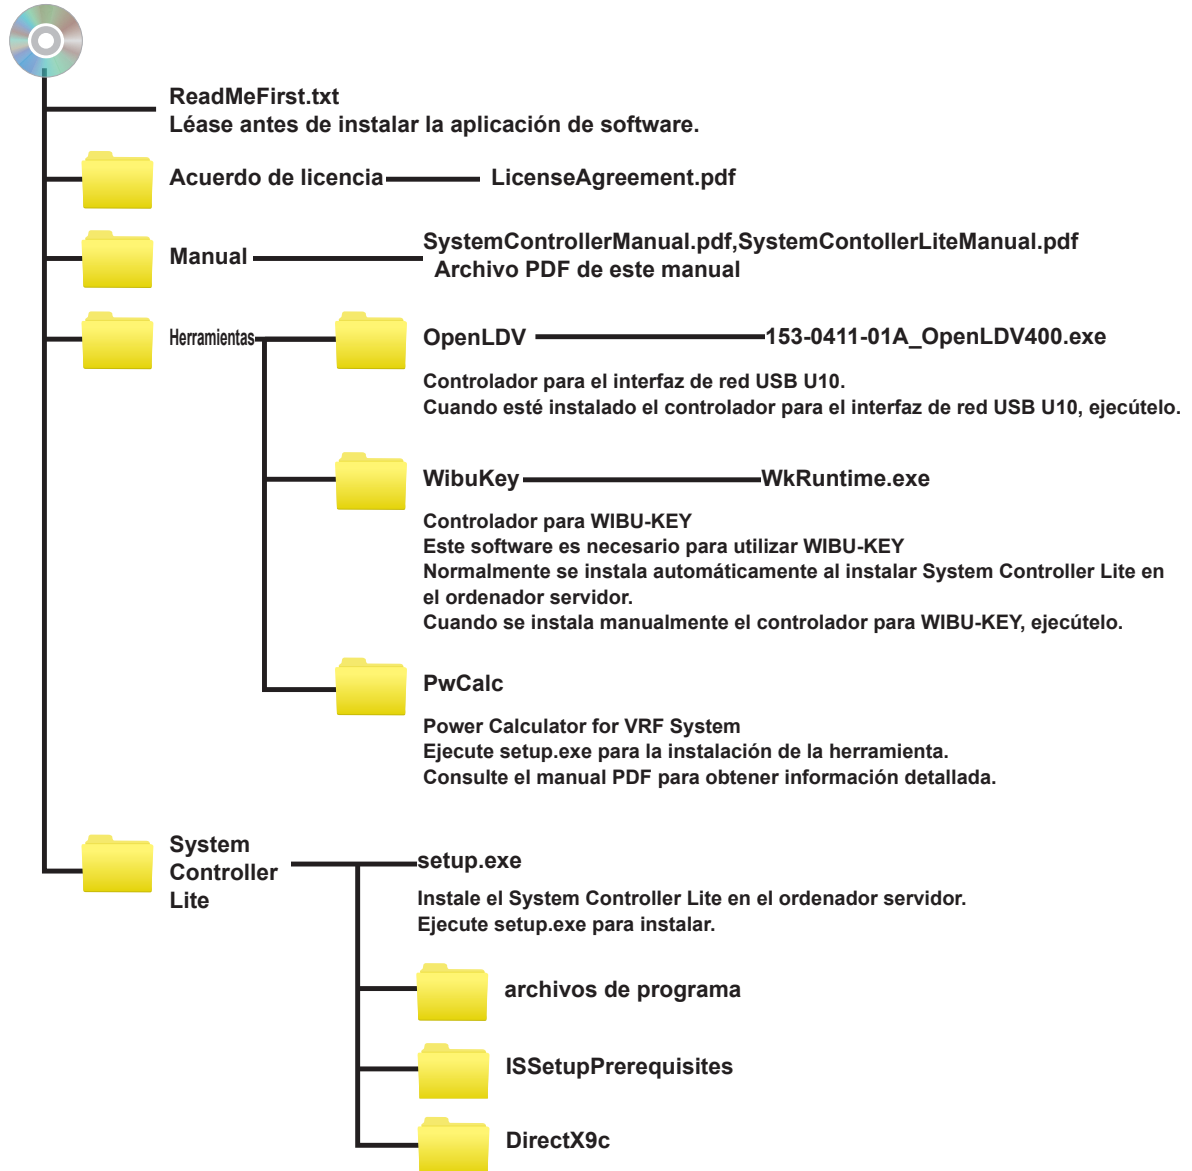 ReadMeFirst.txt
Léase antes de instalar la aplicación de software.
Acuerdo de licencia
LicenseAgreement.pdf
Manual
SystemControllerManual.pdf,SystemContollerLiteManual.pdf
Archivo PDF de este manual
Herramientas
OpenLDV
153-0411-01A_OpenLDV400.exe
Controlador para el interfaz de red USB U10.
Cuando esté instalado el controlador para el interfaz de red USB U10, ejecútelo.
WibuKey
WkRuntime.exe
Controlador para WIBU-KEY
Este software es necesario para utilizar WIBU-KEY
Normalmente se instala automáticamente al instalar System Controller Lite en
el ordenador servidor.
Cuando se instala manualmente el controlador para WIBU-KEY, ejecútelo.
PwCalc
Power Calculator for VRF System
Ejecute setup.exe para la instalación de la herramienta.
Consulte el manual PDF para obtener información detallada.
System
Controller
Lite
setup.exe
Instale el System Controller Lite en el ordenador servidor.
Ejecute setup.exe para instalar.
archivos de programa
ISSetupPrerequisites
DirectX9c